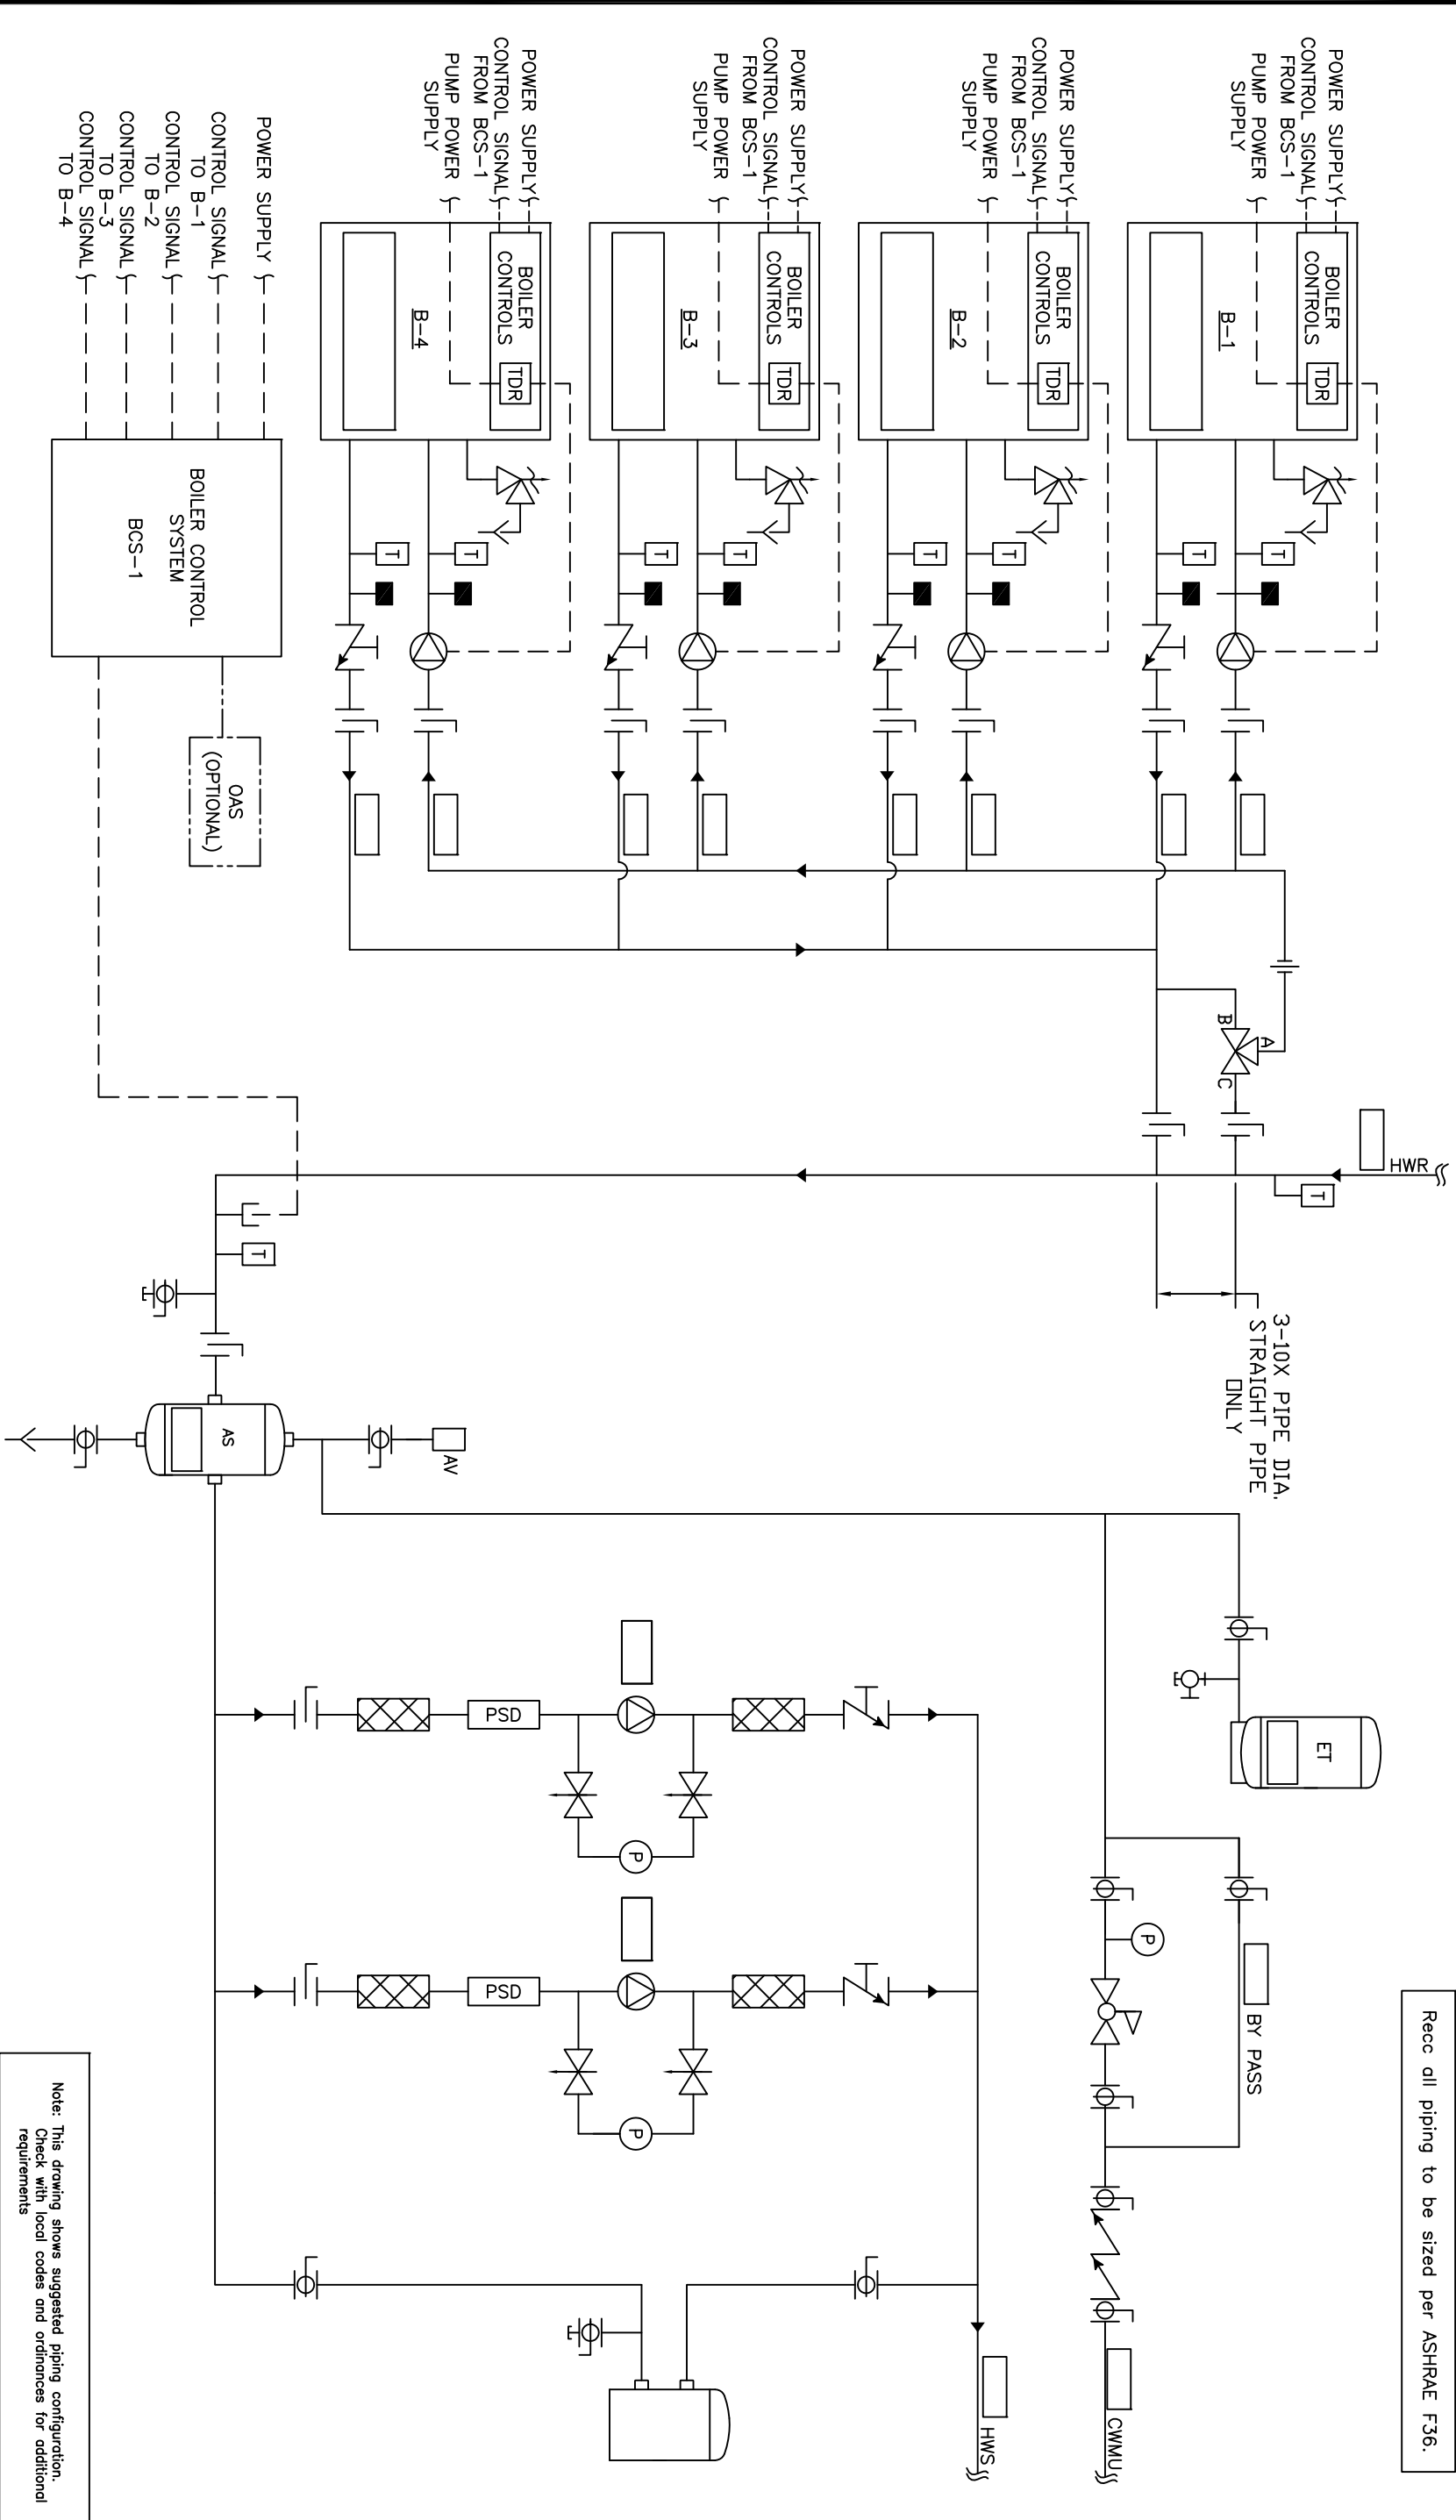 Recc all piping to be sized per ASHRAE F36.
POWER SUPPLY
CONTROL SIGNAL
FROM BCS-1
PUMP POWER
SUPPLY
BOILER
CONTROLS
TDR
B-1
T
T
POWER SUPPLY
CONTROL SIGNAL
FROM BCS-1
PUMP POWER
SUPPLY
BOILER
CONTROLS
TDR
B-2
T
T
POWER SUPPLY
CONTROL SIGNAL
FROM BCS-1
PUMP POWER
SUPPLY
BOILER
CONTROLS
TDR
B-3
T
T
POWER SUPPLY
CONTROL SIGNAL
FROM BCS-1
PUMP POWER
SUPPLY
BOILER
CONTROLS
TDR
B-4
T
T
POWER SUPPLY
CONTROL SIGNAL
TO B-1
CONTROL SIGNAL
TO B-2
CONTROL SIGNAL
TO B-3
CONTROL SIGNAL
TO B-4
BOILER CONTROL
SYSTEM
BCS-1
OAS
(OPTIONAL)
A
B
C
HWR
T
3-10X PIPE DIA.
STRAIGHT PIPE
ONLY
T
AV
AS
ET
BY PASS
P
CWMU
PSD
P
PSD
P
HWS
Note: This drawing shows suggested piping configuration.
Check with local codes and ordinances for additional
requirements